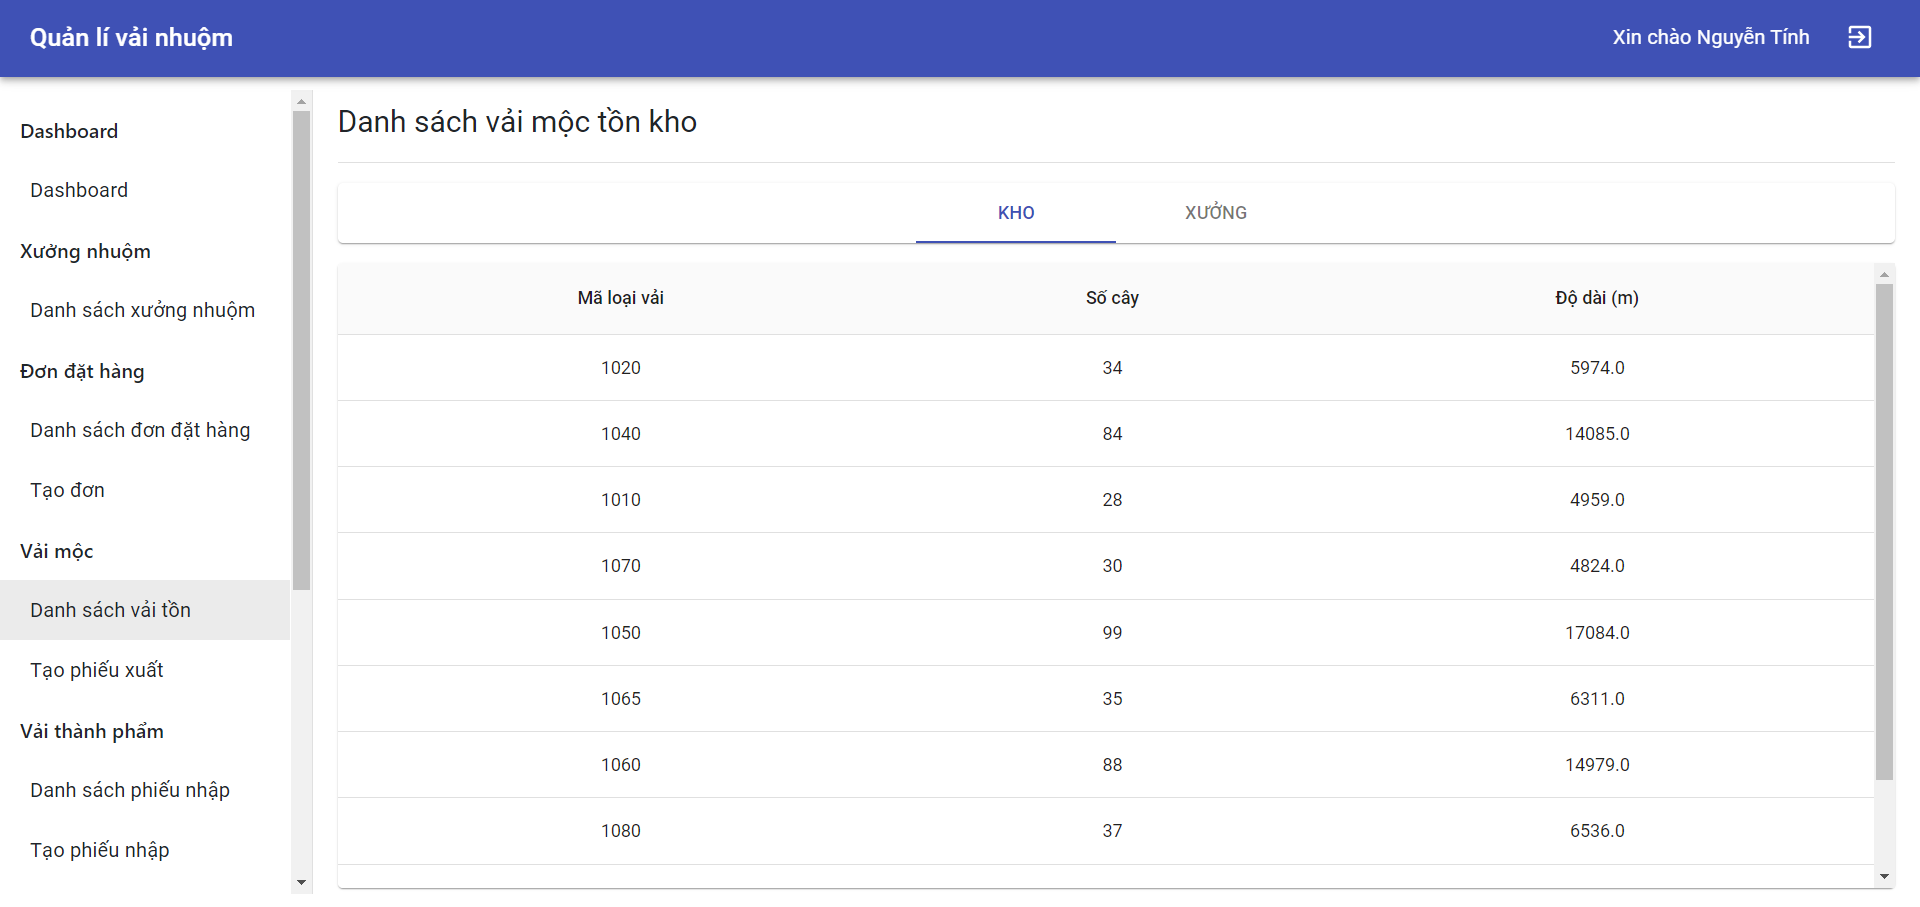 Quản lí vải nhuộm
Xin chào Nguyễn Tính
Dashboard
Dashboard
Xưởng nhuộm
Danh sách xưởng nhuộm
Đơn đặt hàng
Danh sách đơn đặt hàng
Tạo đơn
Vải mộc
Danh sách vải tồn
Tạo phiếu xuất
Vải thành phẩm
Danh sách phiếu nhập
Tạo phiếu nhập
Danh sách vải mộc tồn kho
KHO XƯỞNG
Mã loại vải Số cây Độ dài (m)
1020 34 5974.0
1040 84 14085.0
1010 28 4959.0
1070 30 4824.0
1050 99 17084.0
1065 35 6311.0
1060 88 14979.0
1080 37 6536.0